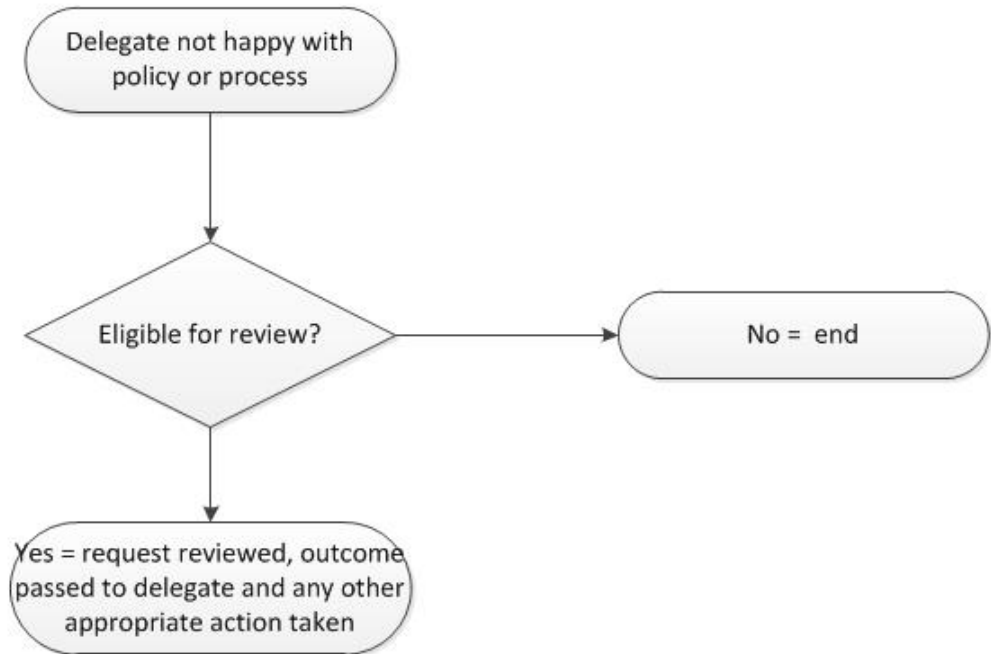 Delegate not happy with
policy or process
Eligible for review?
No =  end
Yes = request reviewed, outcome
passed to delegate and any other
appropriate action taken